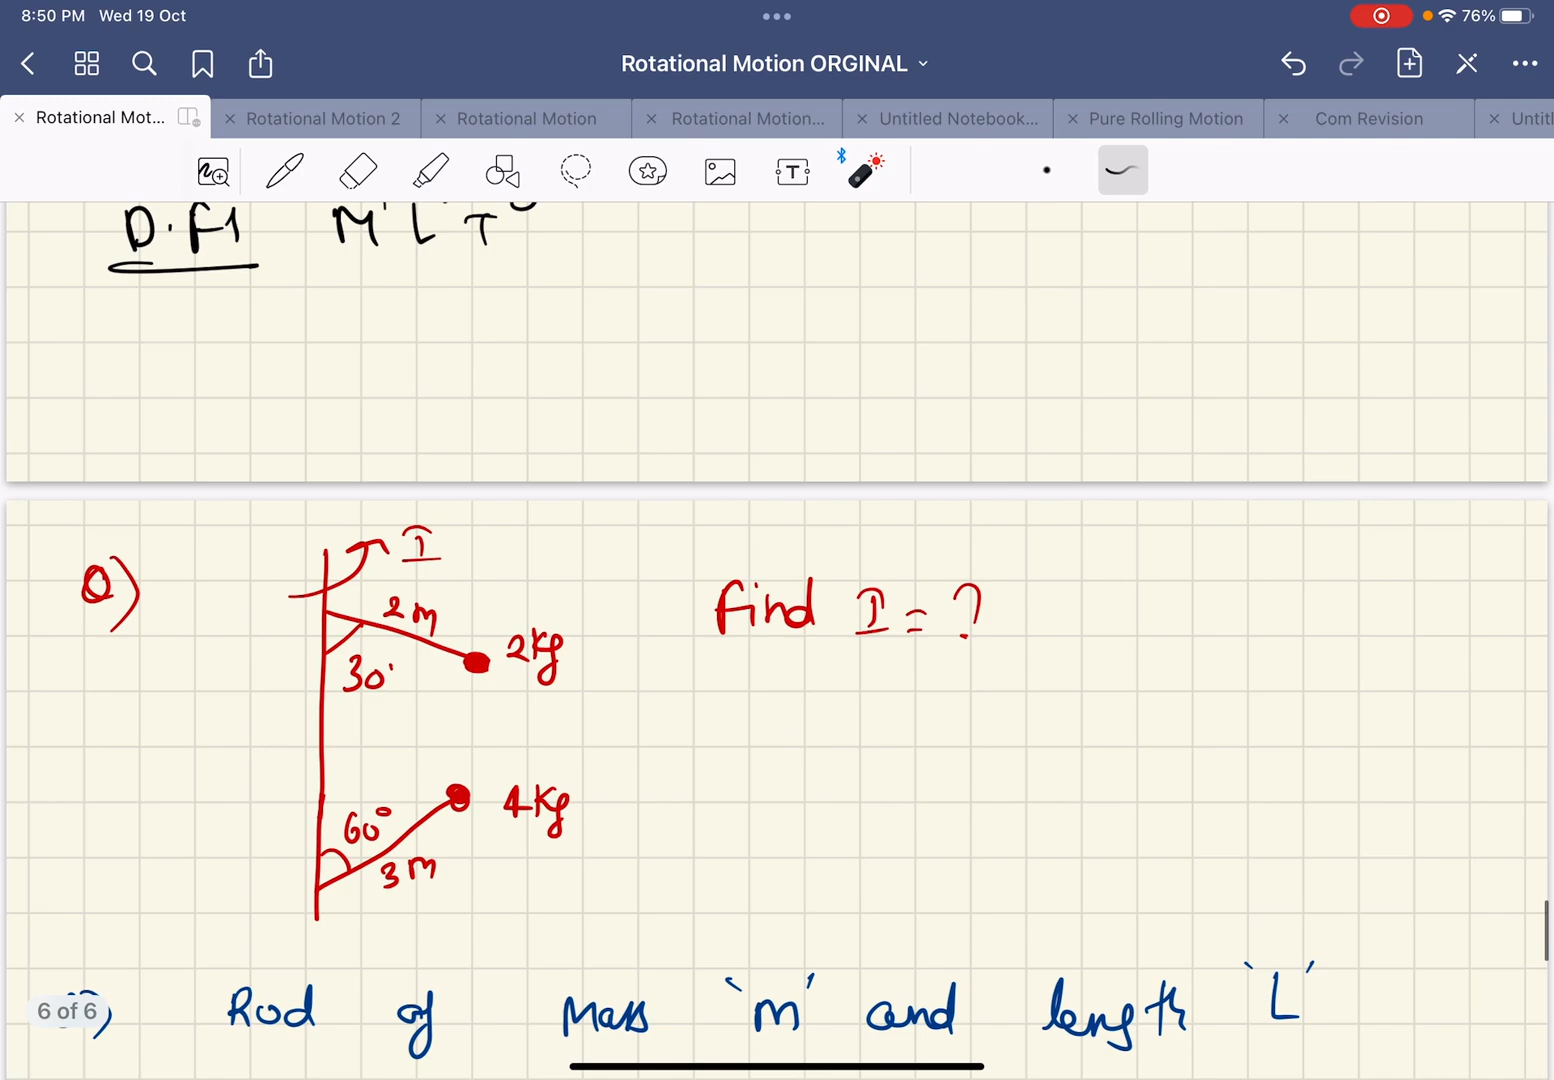 8:50 PM Wed 19 Oct
76%
Rotational Motion ORGINAL
Rotational Mot...
Rotational Motion 2
Rotational Motion
Rotational Motion...
Untitled Notebook...
Pure Rolling Motion
Com Revision
Untitl
T
D.F1 M' L T
Q) I
2m
2kg
30°
find I = ?
4kg
60°
3m
6 of 6
Rod of Mass 'm' and length 'L'